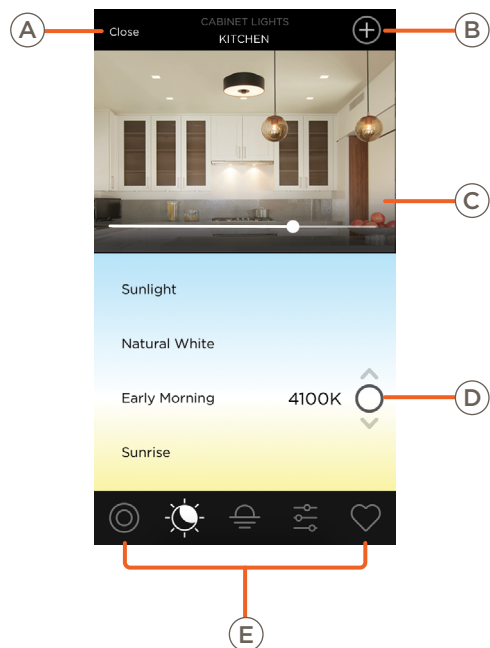 A
Close
CABINET LIGHTS
KITCHEN
B
C
Sunlight
Natural White
Early Morning
4100K
D
Sunrise
E